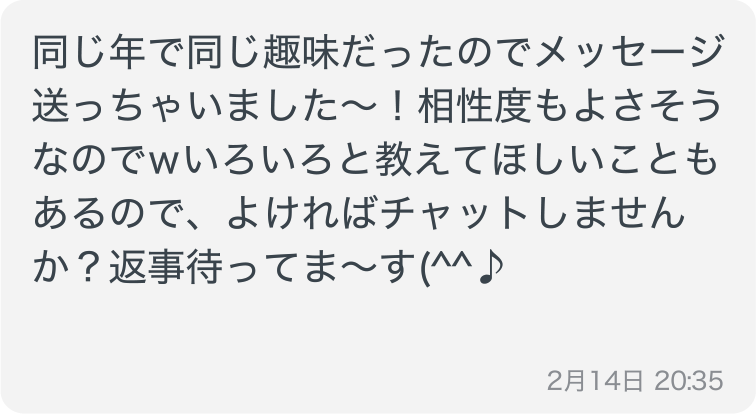 同じ年で同じ趣味だったのでメッセージ
送っちゃいました〜！相性度もよさそう
なのでwいろいろと教えてほしいことも
あるので、よければチャットしません
か？返事待ってま〜す(^^♪
2月14日 20:35